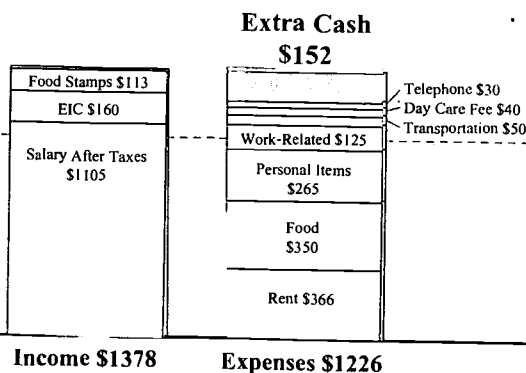 Extra Cash
$152
Food Stamps $113
EIC $160
Salary After Taxes
$1105
Telephone $30
Day Care Fee $40
Transportation $50
Work-Related $125
Personal Items
$265
Food
$350
Rent $366
Income $1378
Expenses $1226